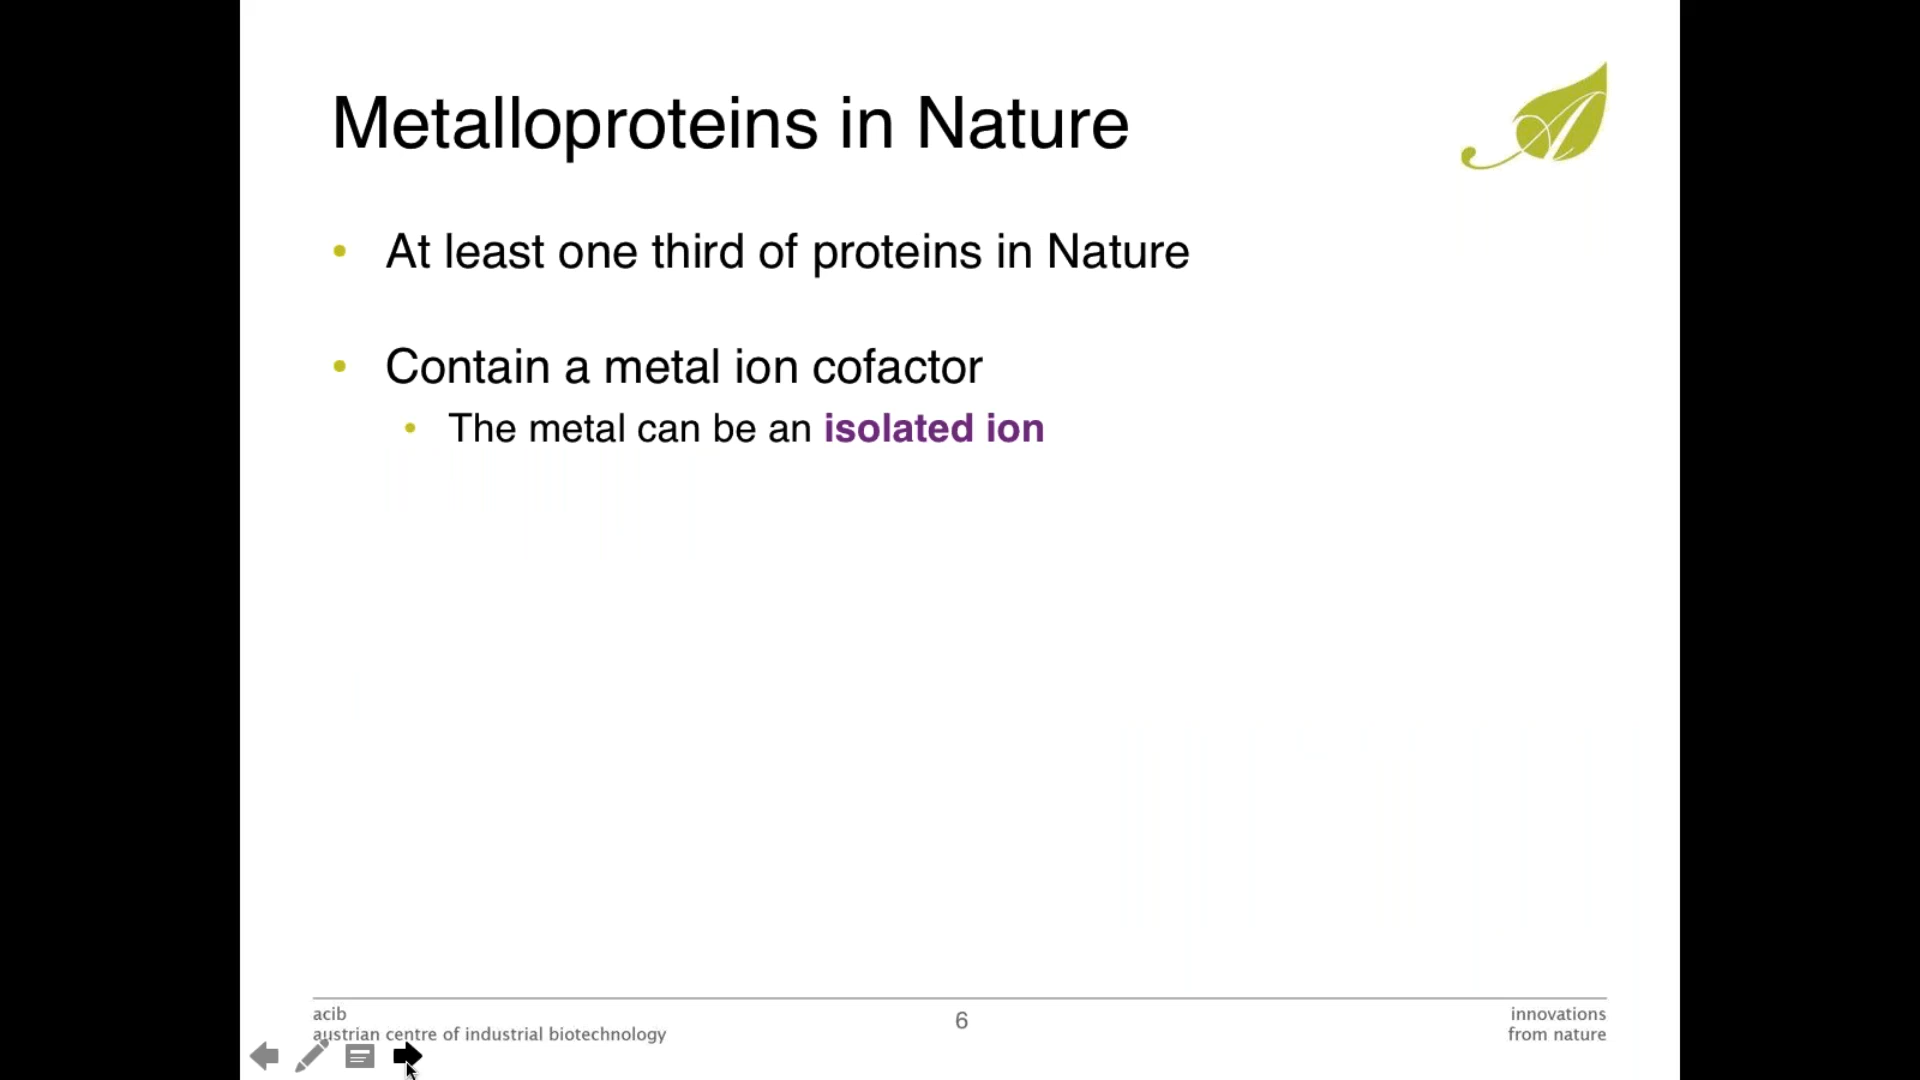 Metalloproteins in Nature
• At least one third of proteins in Nature
• Contain a metal ion cofactor
• The metal can be an isolated ion
acib
austrian centre of industrial biotechnology
6
innovations
from nature